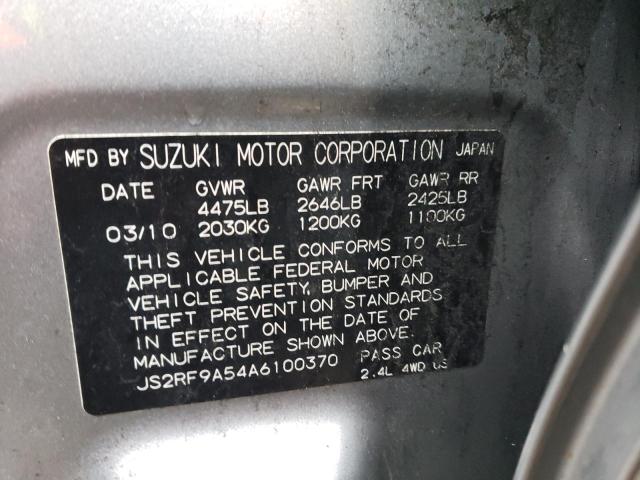 MFD BY SUZUKI MOTOR CORPORATION JAPAN
DATE GVWR GAWR FRT GAWR RR
4475LB 2646LB 2425LB
03/10 2030KG 1200KG 1100KG
THIS VEHICLE CONFORMS TO ALL
APPLICABLE FEDERAL MOTOR
VEHICLE SAFETY, BUMPER AND
THEFT PREVENTION STANDARDS
IN EFFECT ON THE DATE OF
MANUFACTURE SHOWN ABOVE.
JS2RF9A54A6100370 PASS CAR
2.4L 4WD US